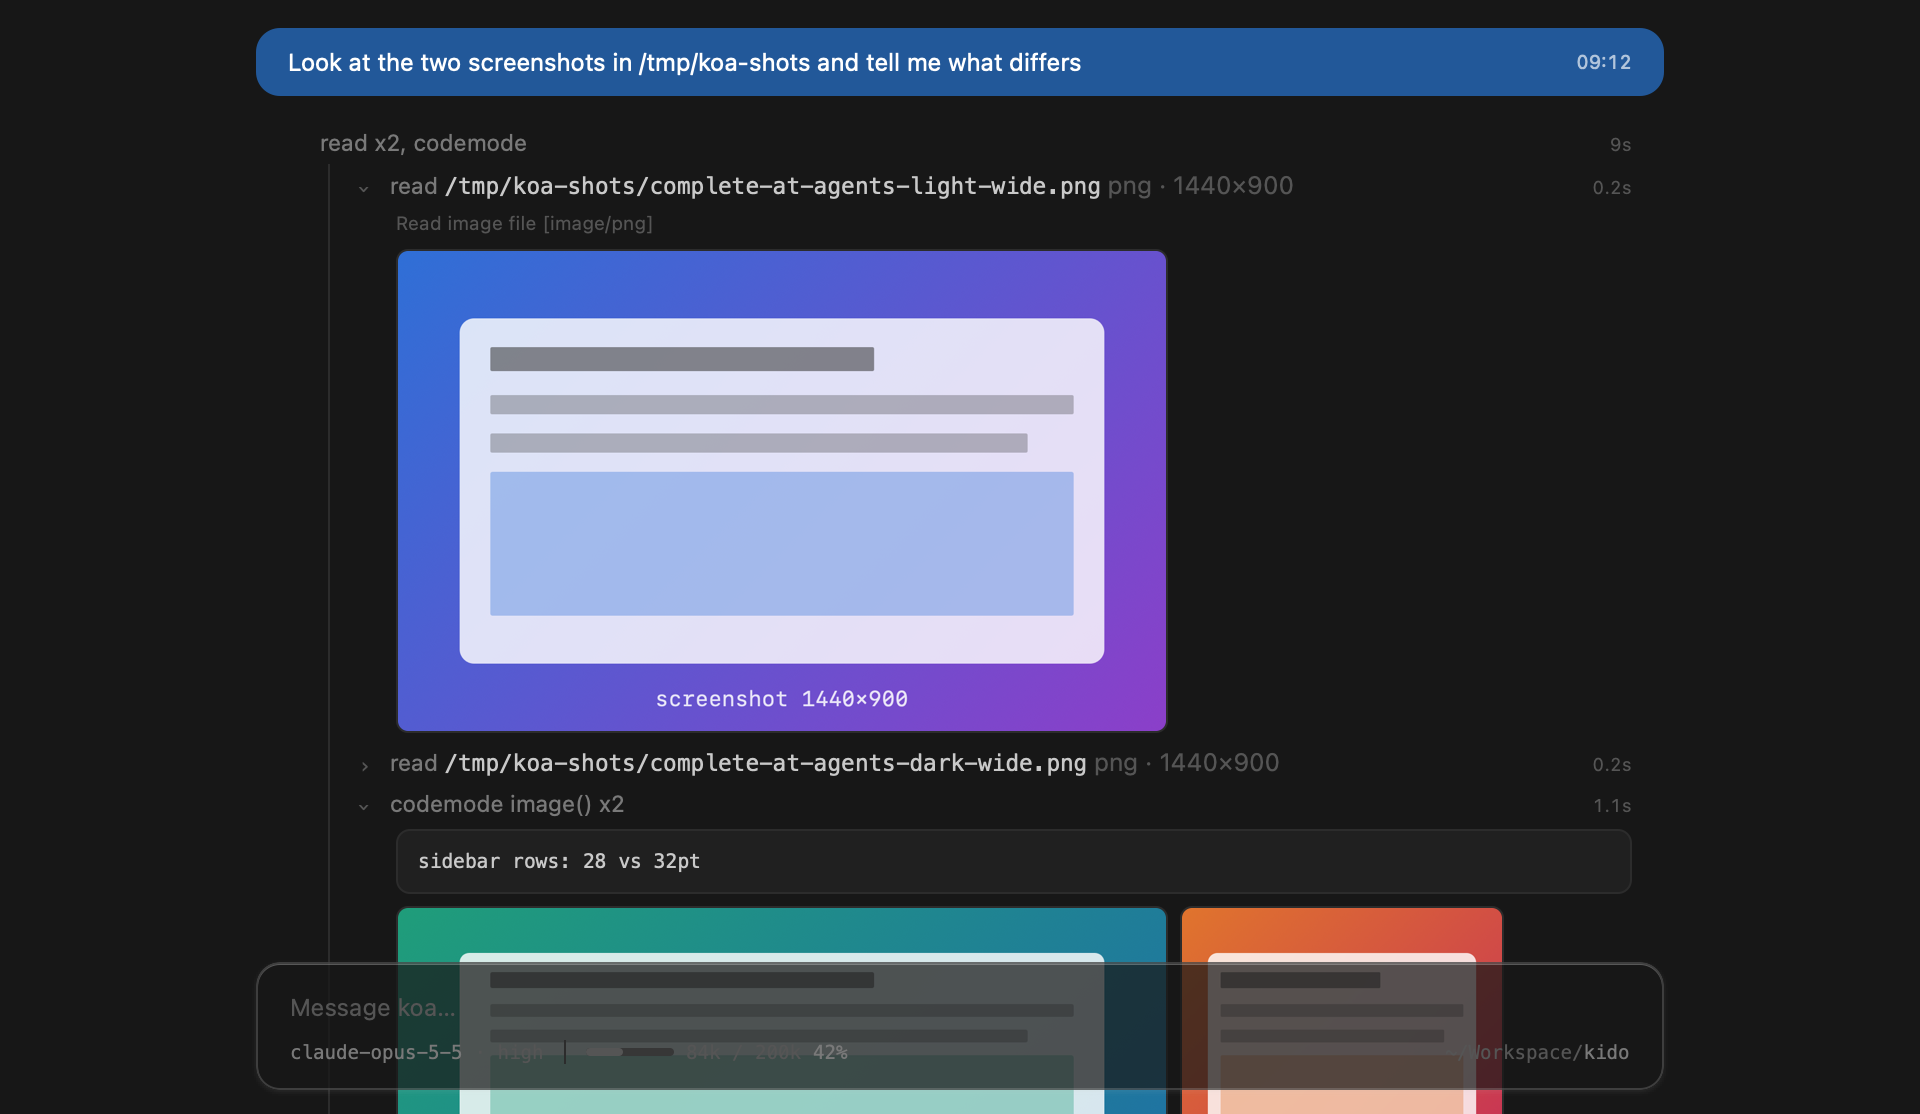 Look at the two screenshots in /tmp/koa-shots and tell me what differs 09:12
read x2, codemode 9s
read /tmp/koa-shots/complete-at-agents-light-wide.png png · 1440×900 0.2s
Read image file [image/png]
screenshot 1440×900
read /tmp/koa-shots/complete-at-agents-dark-wide.png png · 1440×900 0.2s
codemode image() x2 1.1s
sidebar rows: 28 vs 32pt
Message koa...
claude-opus-5-5 high 84K / 200k 42% /Workspace/kido